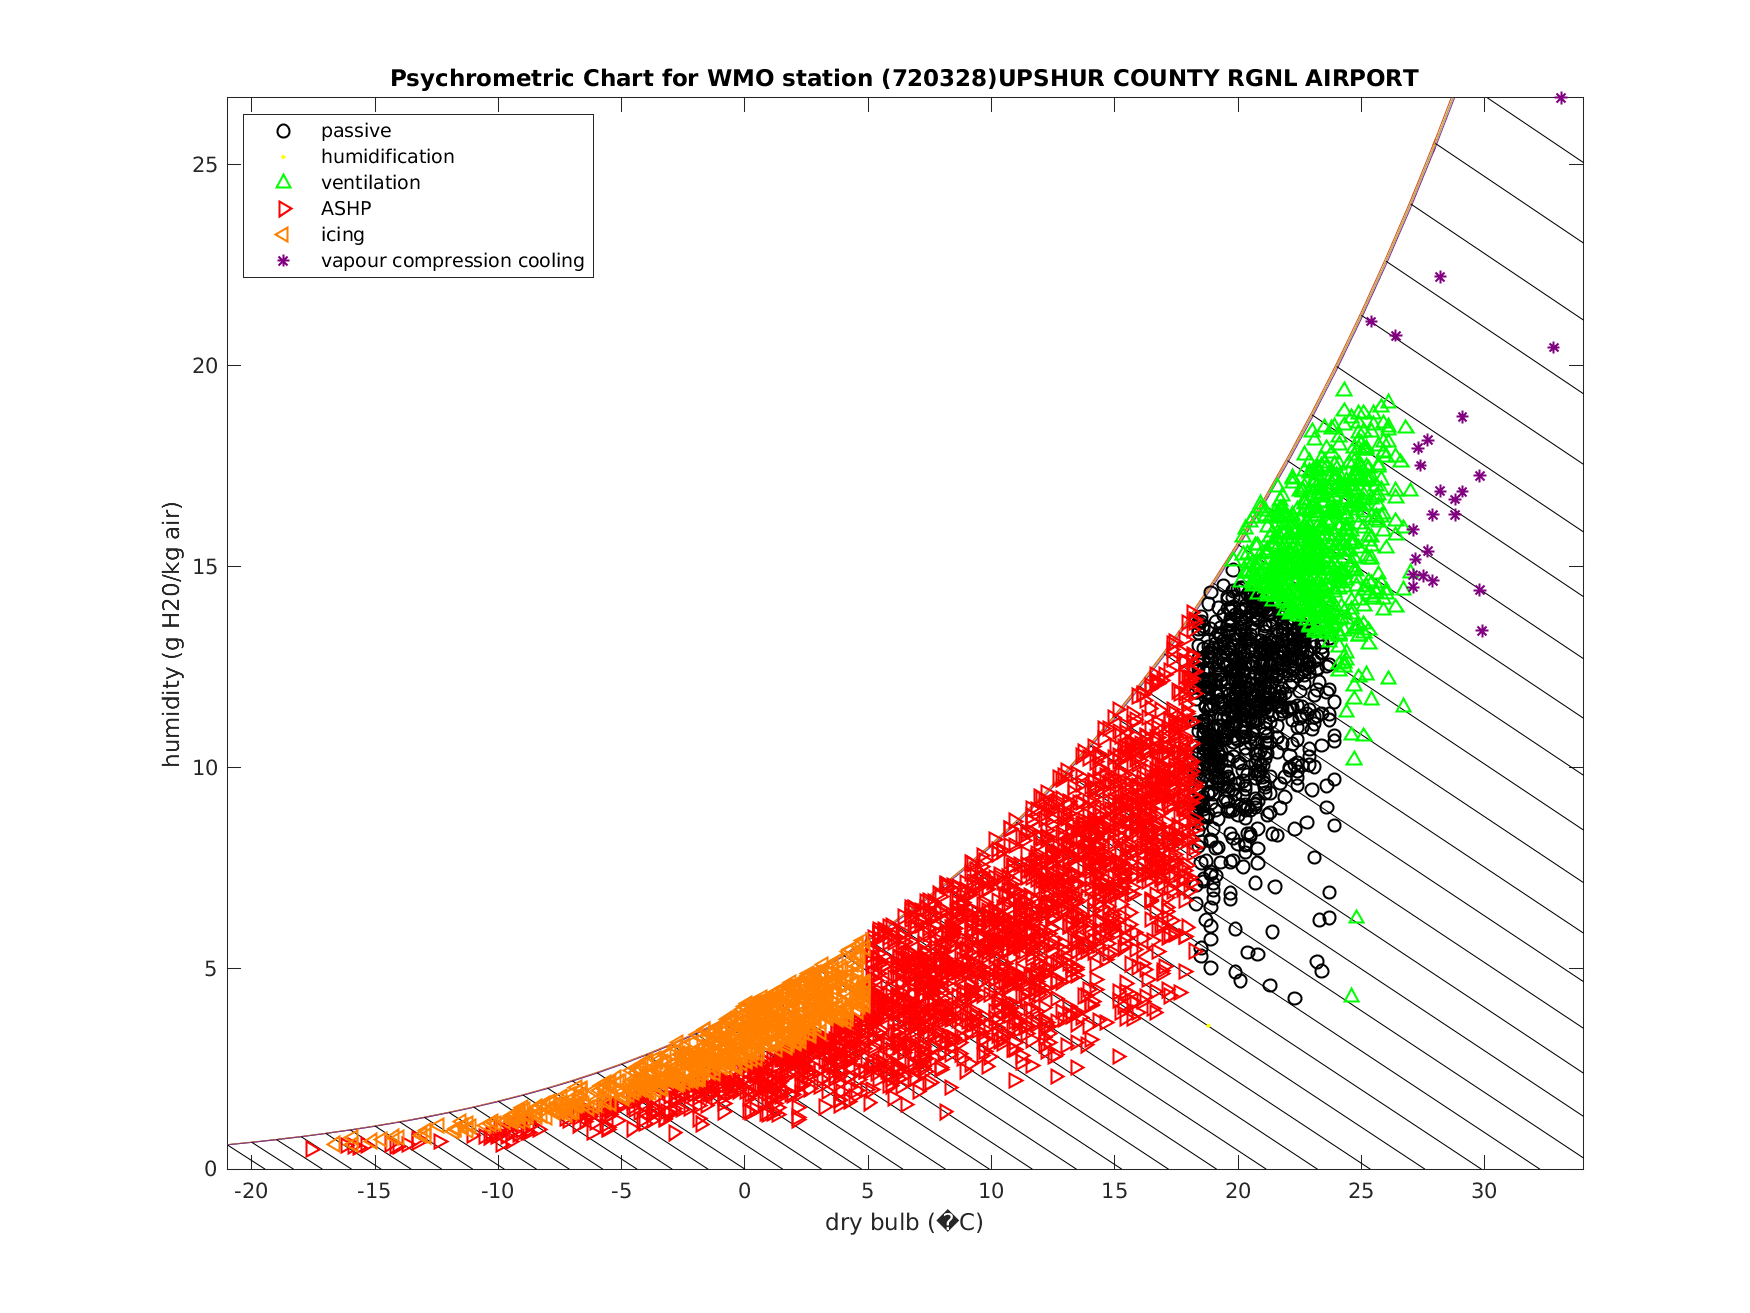 Psychrometric Chart for WMO station (720328)UPSHUR COUNTY RGNL AIRPORT
passive
humidification
ventilation
ASHP
icing
vapour compression cooling
25
20
15
10
5
0
humidity (g H20/kg air)
-20 -15 -10 -5 0 5 10 15 20 25 30
dry bulb (�C)